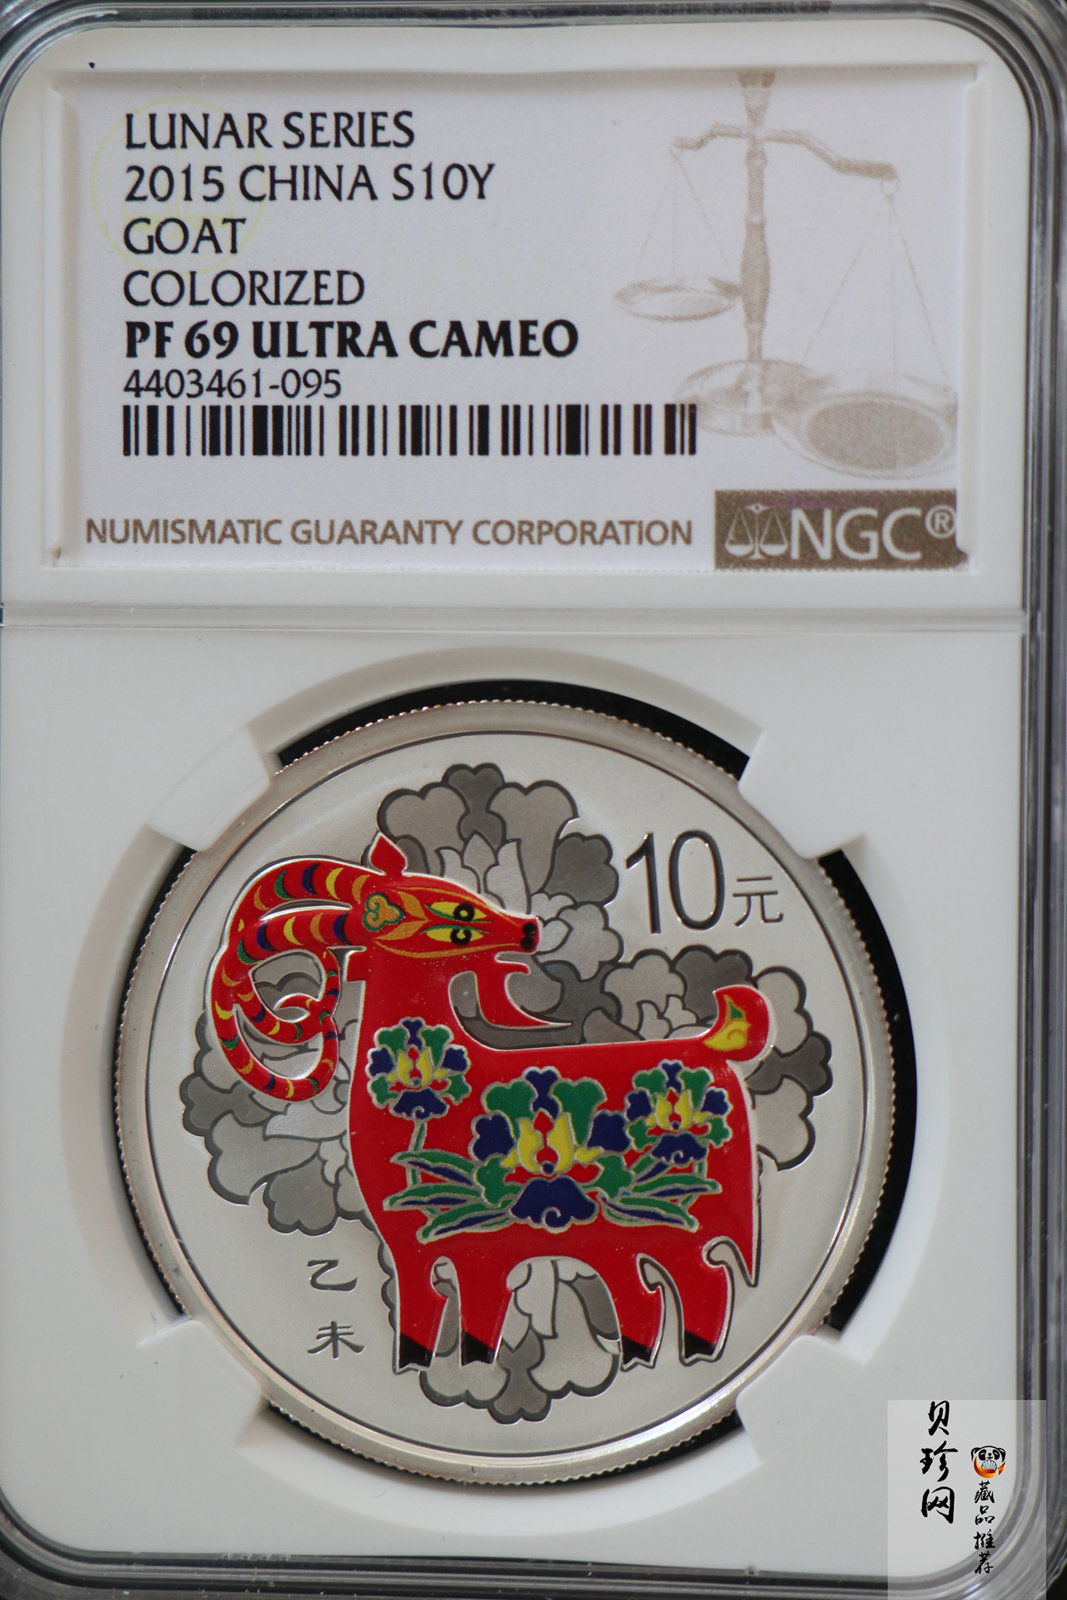 LUNAR SERIES
2015 CHINA S10Y
GOAT
COLORIZED
PF 69 ULTRA CAMEO
4403461-095
NUMISMATIC GUARANTY CORPORATION
NGC®
10元
乙未
贝珍网
藏品推荐